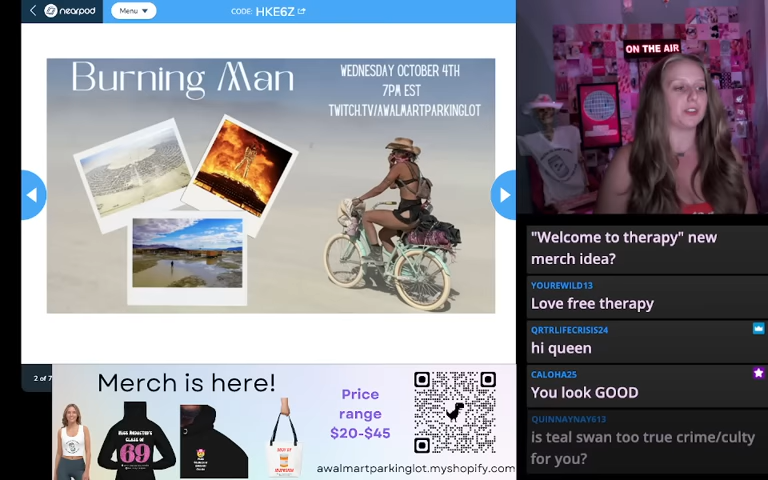 nearpod
Menu
CODE: HKE6Z
Burning Man
WEDNESDAY OCTOBER 4TH
7PM EST
TWITCH.TV/AWALMARTPARKINGLOT
ON THE AIR
"Welcome to therapy" new
merch idea?
YOUREWILD13
Love free therapy
QRTRLIFECRISIS24
hi queen
CALOHA25
You look GOOD
QUINNAYNAY613
is teal swan too true crime/culty
for you?
2 of 7
Merch is here!
Price
range
$20-$45
CLASS OF
69
awalmartparkinglot.myshopify.com